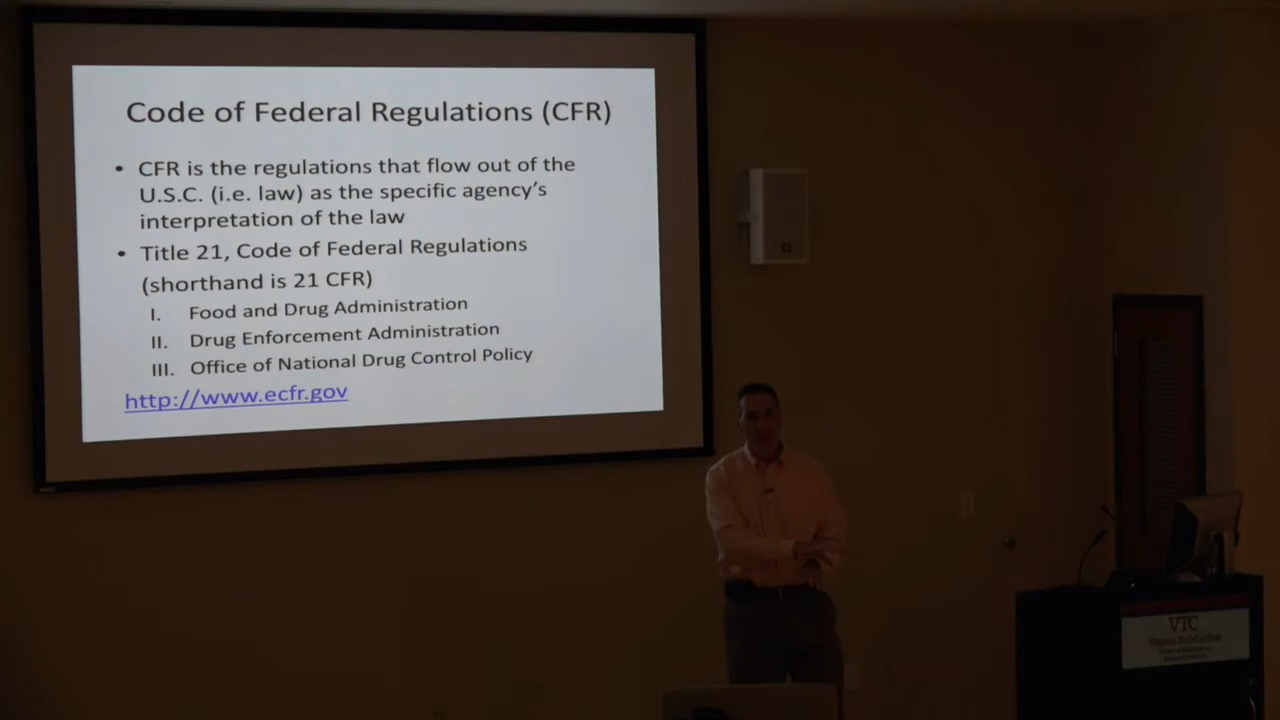 Code of Federal Regulations (CFR)
• CFR is the regulations that flow out of the
U.S.C. (i.e. law) as the specific agency's
interpretation of the law
• Title 21, Code of Federal Regulations
(shorthand is 21 CFR)
I. Food and Drug Administration
II. Drug Enforcement Administration
III. Office of National Drug Control Policy
http://www.ecfr.gov
VTC